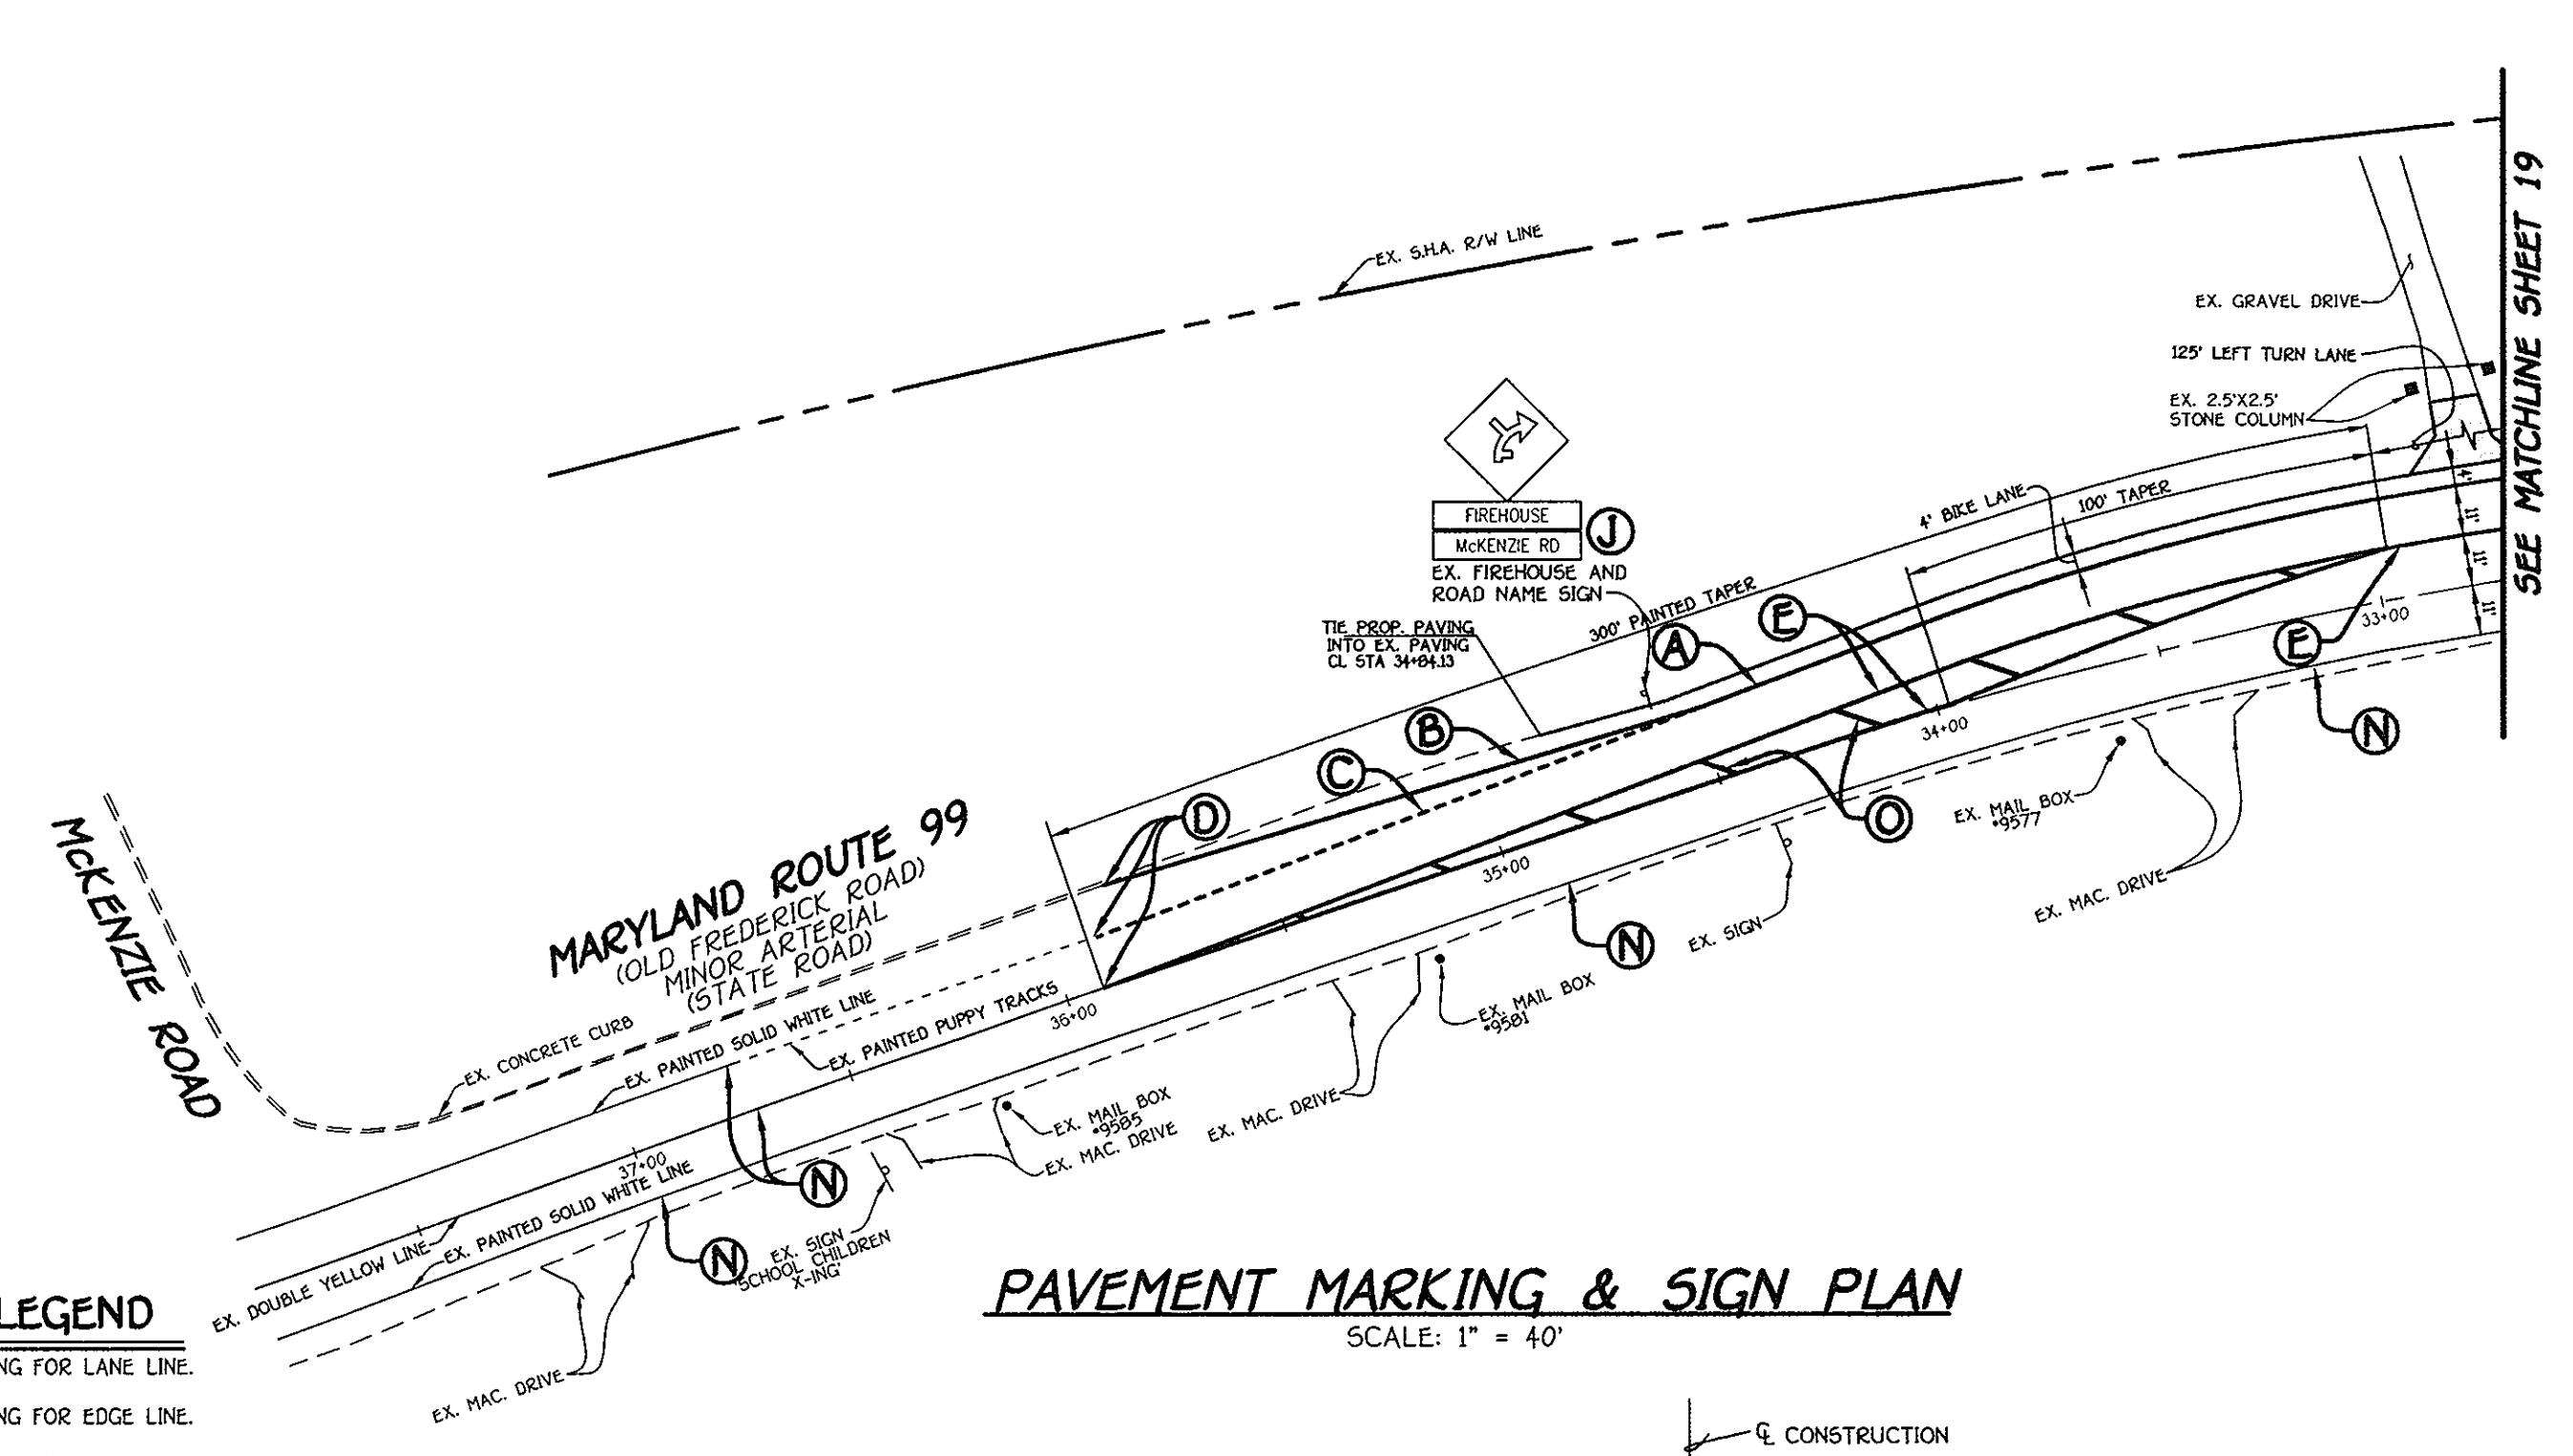 EX. S.H.A. R/W LINE
SEE MATCHLINE SHEET 19
EX. GRAVEL DRIVE
125' LEFT TURN LANE
EX. 2.5'X2.5'
STONE COLUMN
4'
11'
11'
11'
FIREHOUSE
McKENZIE RD
J
EX. FIREHOUSE AND
ROAD NAME SIGN
4' BIKE LANE
100' TAPER
300' PAINTED TAPER
TIE PROP. PAVING
INTO EX. PAVING
CL STA 34+84.13
A
E
E
33+00
B
C
34+00
N
D
O
EX. MAIL BOX
•9577
McKENZIE ROAD
MARYLAND ROUTE 99
(OLD FREDERICK ROAD)
MINOR ARTERIAL
(STATE ROAD)
35+00
EX. MAC. DRIVE
N
EX. SIGN
EX. MAIL BOX
•9581
EX. CONCRETE CURB
EX. PAINTED SOLID WHITE LINE
EX. PAINTED PUPPY TRACKS
36+00
EX. MAIL BOX
•9585
EX. MAC. DRIVE
EX. MAC. DRIVE
37+00
N
EX. DOUBLE YELLOW LINE
EX. PAINTED SOLID WHITE LINE
N
EX. SIGN
'SCHOOL CHILDREN
X-ING'
EX. MAC. DRIVE
PAVEMENT MARKING & SIGN PLAN
SCALE: 1" = 40'
LEGEND
NG FOR LANE LINE.
NG FOR EDGE LINE.
℄ CONSTRUCTION